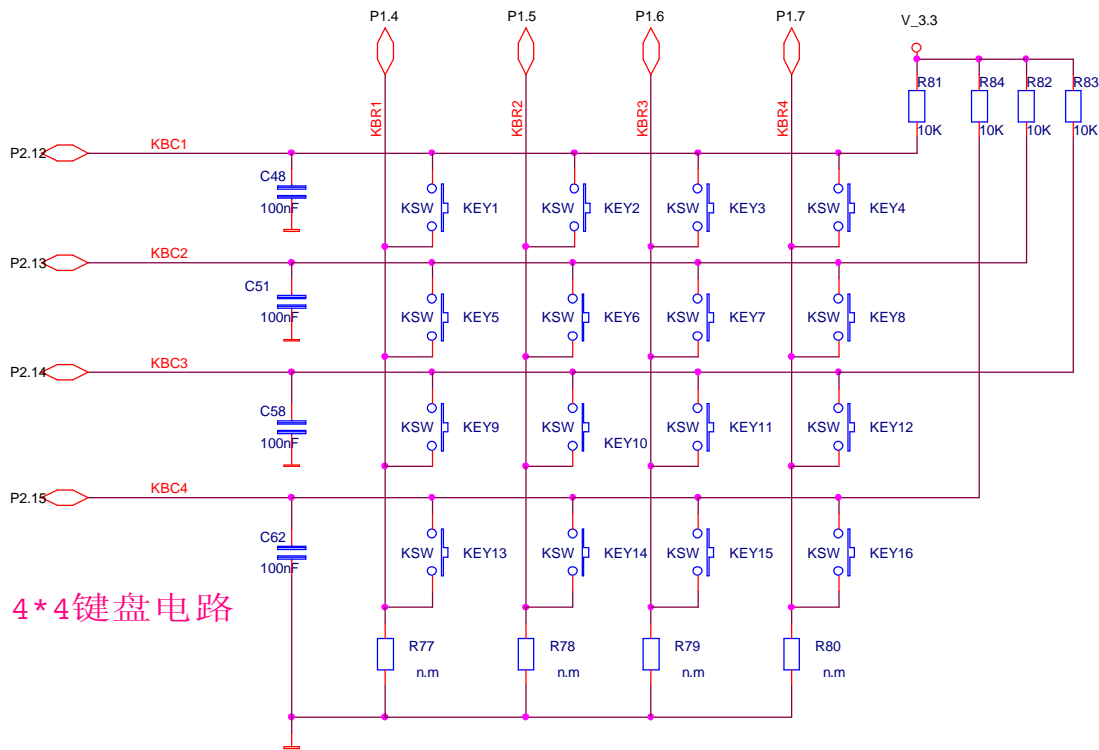 P1.4 P1.5 P1.6 P1.7 V_3.3
R81 R84 R82 R83
KBR1 KBR2 KBR3 KBR4
10K 10K 10K 10K
P2.12 KBC1
C48
100nF KSW KEY1 KSW KEY2 KSW KEY3 KSW KEY4
P2.13 KBC2
C51
100nF KSW KEY5 KSW KEY6 KSW KEY7 KSW KEY8
P2.14 KBC3
C58
100nF KSW KEY9 KSW KEY10 KSW KEY11 KSW KEY12
P2.15 KBC4
C62
100nF KSW KEY13 KSW KEY14 KSW KEY15 KSW KEY16
4*4键盘电路
R77 R78 R79 R80
n.m n.m n.m n.m